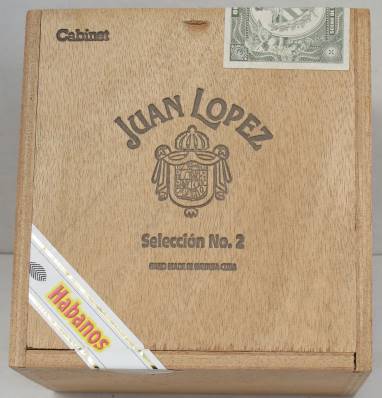 Cabinet
JUAN LOPEZ
Selección No. 2
Habanos